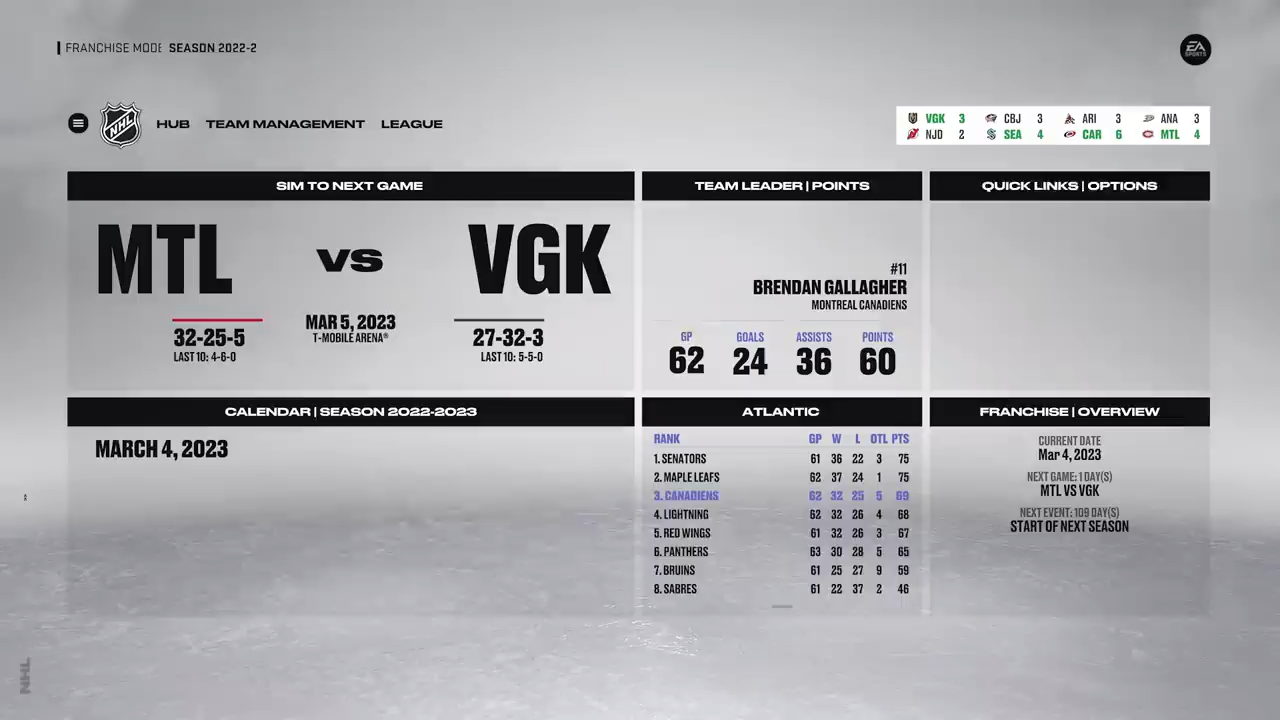 FRANCHISE MODE SEASON 2022-2
EA
SPORTS
NHL
HUB TEAM MANAGEMENT LEAGUE
VGK 3 CBJ 3 ARI 3 ANA 3
NJD 2 SEA 4 CAR 6 MTL 4
SIM TO NEXT GAME
MTL VS VGK
MAR 5, 2023
T-MOBILE ARENA®
32-25-5
LAST 10: 4-6-0
27-32-3
LAST 10: 5-5-0
TEAM LEADER | POINTS
#11
BRENDAN GALLAGHER
MONTREAL CANADIENS
GP GOALS ASSISTS POINTS
62 24 36 60
QUICK LINKS | OPTIONS
CALENDAR | SEASON 2022-2023
MARCH 4, 2023
ATLANTIC
RANK GP W L OTL PTS
1. SENATORS 61 36 22 3 75
2. MAPLE LEAFS 62 37 24 1 75
3. CANADIENS 62 32 25 5 69
4. LIGHTNING 62 32 26 4 68
5. RED WINGS 61 32 26 3 67
6. PANTHERS 63 30 28 5 65
7. BRUINS 61 25 27 9 59
8. SABRES 61 22 37 2 46
FRANCHISE | OVERVIEW
CURRENT DATE
Mar 4, 2023
NEXT GAME: 1 DAY(S)
MTL VS VGK
NEXT EVENT: 109 DAY(S)
START OF NEXT SEASON
NHL